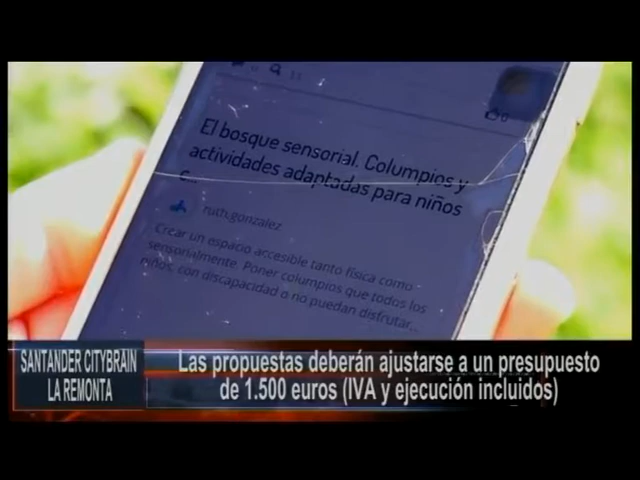 El bosque sensorial. Columpios y
actividades adaptadas para niños
c...
ruth.gonzalez
Crear un espacio accesible tanto física como
sensorialmente. Poner columpios que todos los
niños, con discapacidad o no puedan disfrutar...
SANTANDER CITYBRAIN
LA REMONTA
Las propuestas deberán ajustarse a un presupuesto
de 1.500 euros (IVA y ejecución incluidos)